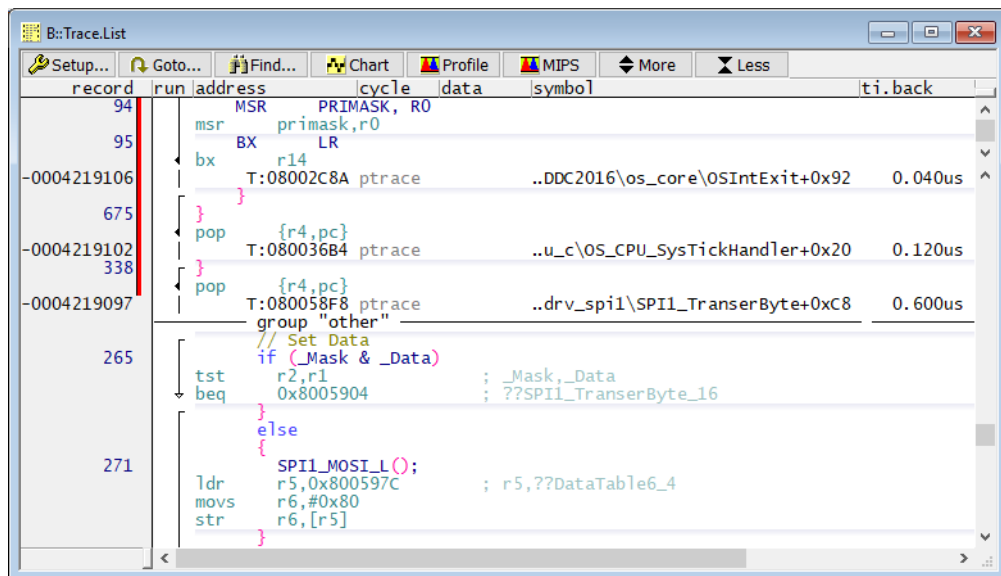 B::Trace.List
Setup... Goto... Find... Chart Profile MIPS More Less
record run address cycle data symbol ti.back
94 MSR PRIMASK, R0
msr primask,r0
95 BX LR
bx r14
-0004219106 T:08002C8A ptrace ..DDC2016\os_core\OSIntExit+0x92 0.040us
}
675 }
pop {r4,pc}
-0004219102 T:080036B4 ptrace ..u_c\OS_CPU_SysTickHandler+0x20 0.120us
338 }
pop {r4,pc}
-0004219097 T:080058F8 ptrace ..drv_spi1\SPI1_TranserByte+0xC8 0.600us
group "other"
// Set Data
265 if (_Mask & _Data)
tst r2,r1 ; _Mask,_Data
beq 0x8005904 ; ??SPI1_TranserByte_16
}
else
{
271 SPI1_MOSI_L();
ldr r5,0x800597C ; r5,??DataTable6_4
movs r6,#0x80
str r6,[r5]
}